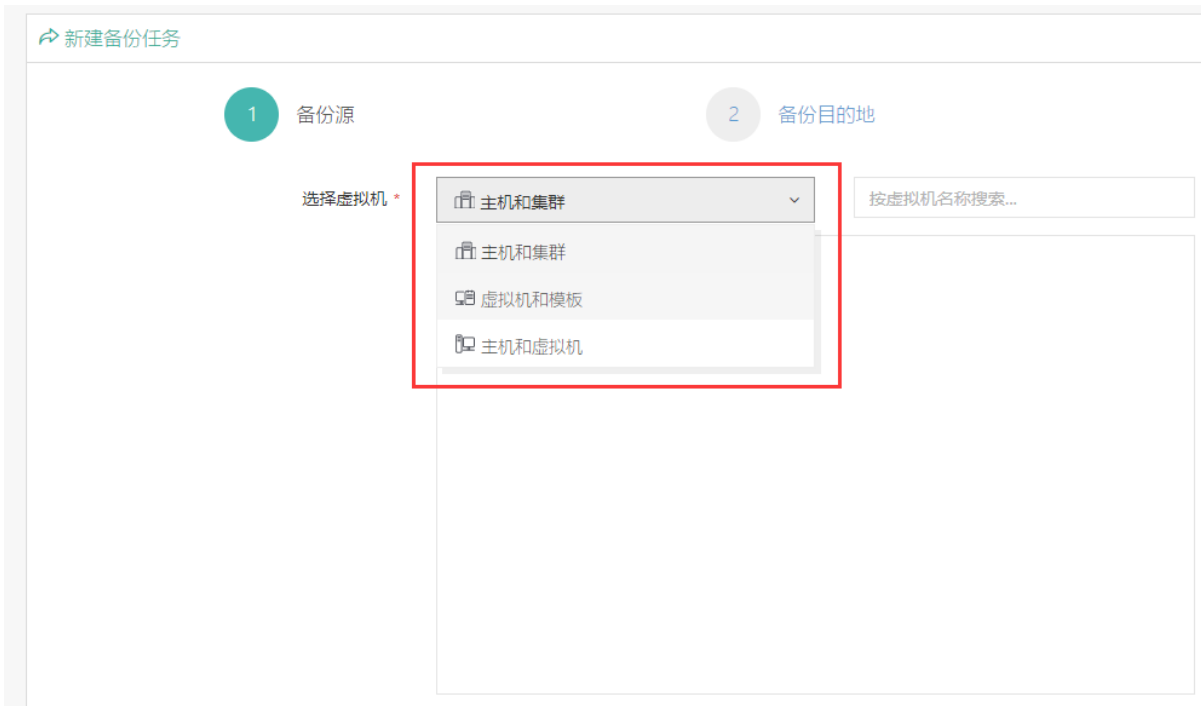 新建备份任务
1 备份源 2 备份目的地
选择虚拟机 * 主机和集群 按虚拟机名称搜索...
主机和集群
虚拟机和模板
主机和虚拟机